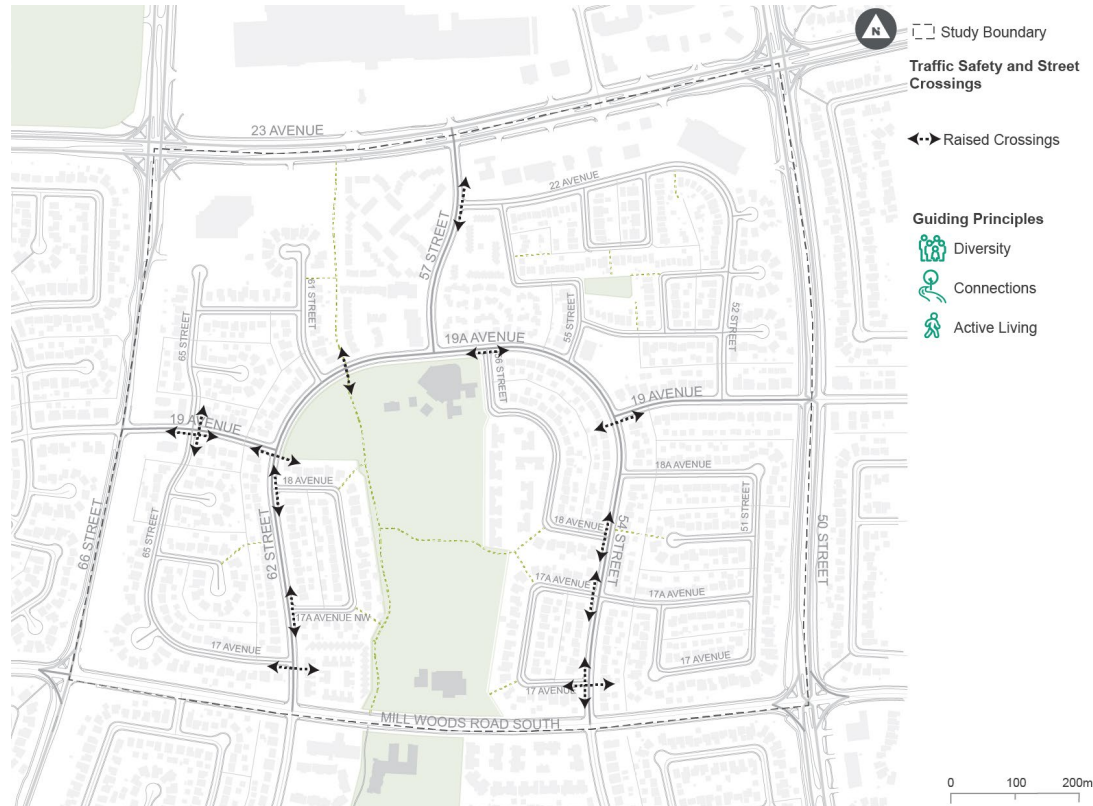 N
Study Boundary
Traffic Safety and Street
Crossings
Raised Crossings
Guiding Principles
Diversity
Connections
Active Living
23 AVENUE
22 AVENUE
57 STREET
61 STREET
65 STREET
55 STREET
52 STREET
19A AVENUE
56 STREET
19 AVENUE
19 AVENUE
18A AVENUE
18 AVENUE
51 STREET
66 STREET
65 STREET
62 STREET
18 AVENUE
54 STREET
50 STREET
17A AVENUE
17A AVENUE
17A AVENUE NW
17 AVENUE
17 AVENUE
17 AVENUE
MILL WOODS ROAD SOUTH
0 100 200m